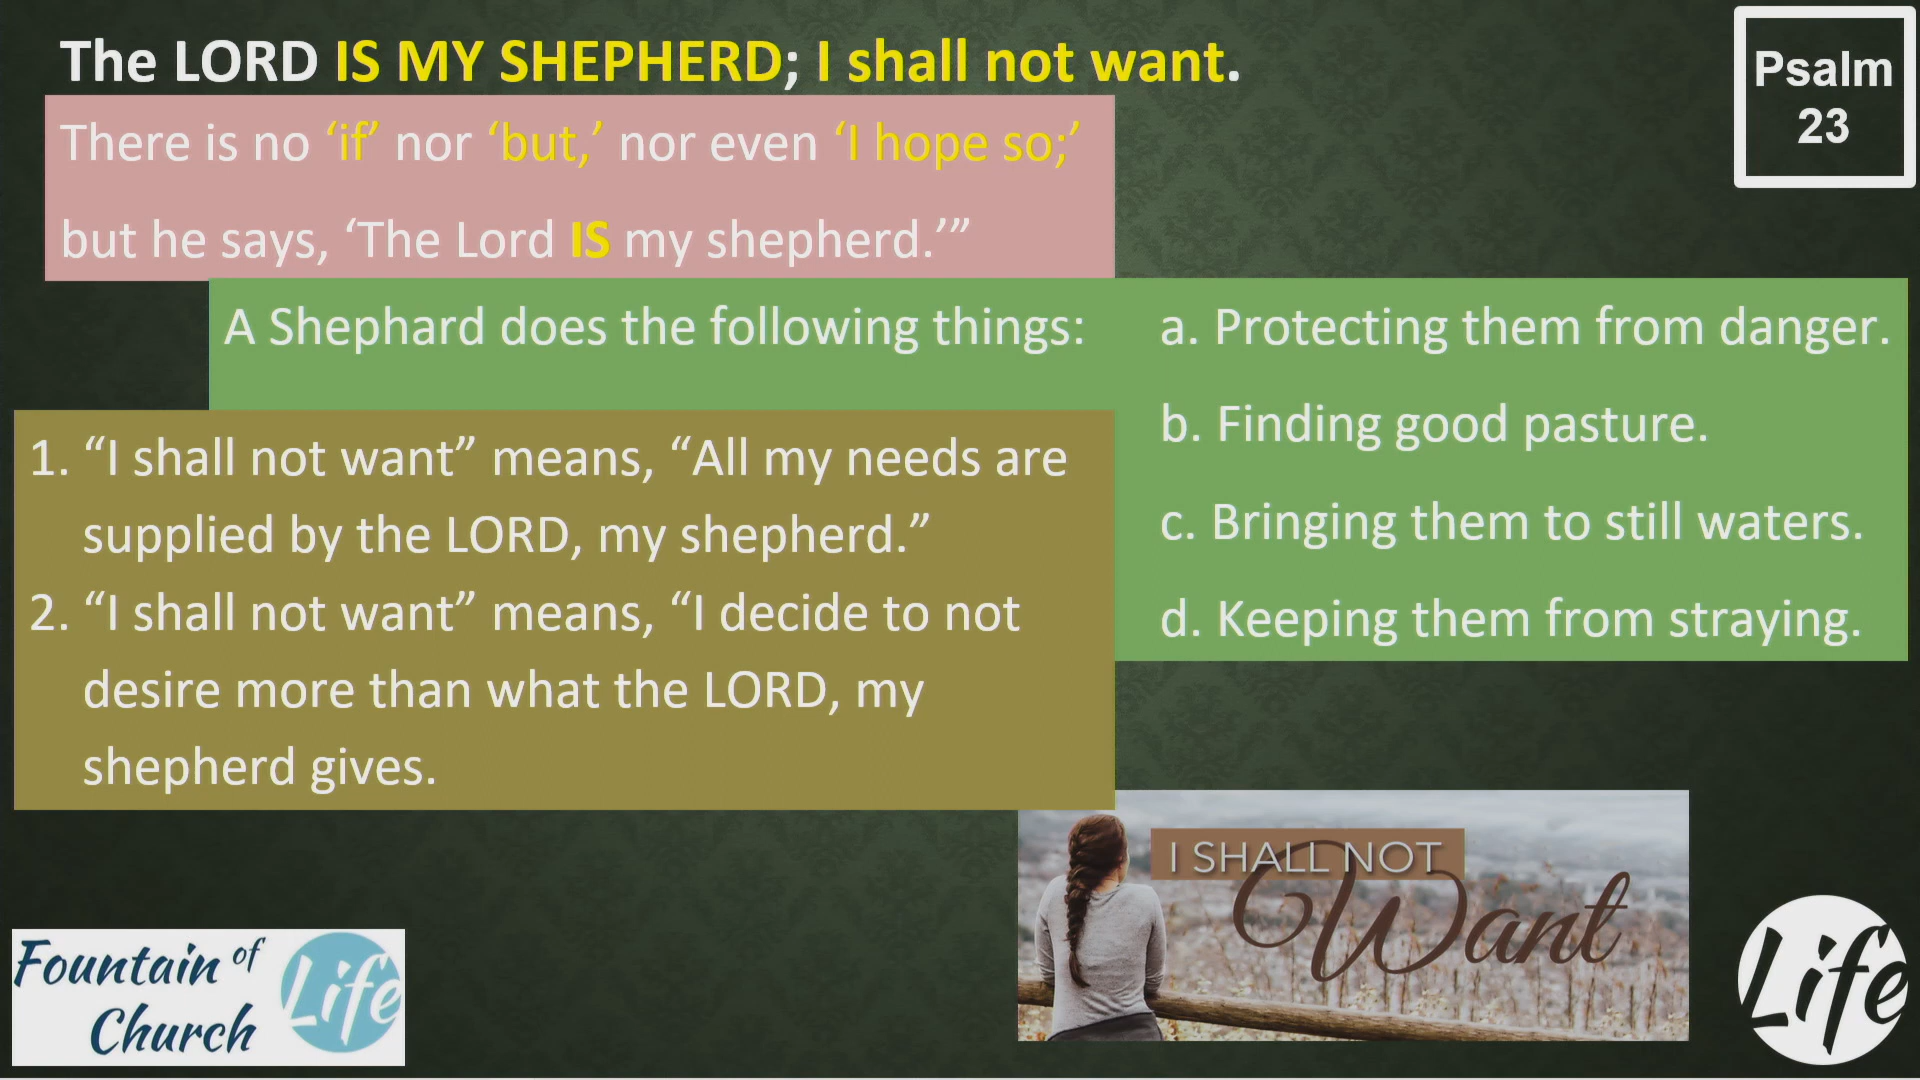 The LORD IS MY SHEPHERD; I shall not want.
Psalm
23
There is no ‘if’ nor ‘but,’ nor even ‘I hope so;’
but he says, ‘The Lord IS my shepherd.’”
A Shephard does the following things:
a. Protecting them from danger.
b. Finding good pasture.
c. Bringing them to still waters.
d. Keeping them from straying.
1. “I shall not want” means, “All my needs are
supplied by the LORD, my shepherd.”
2. “I shall not want” means, “I decide to not
desire more than what the LORD, my
shepherd gives.
I SHALL NOT
Want
Fountain of
Church
Life
Life